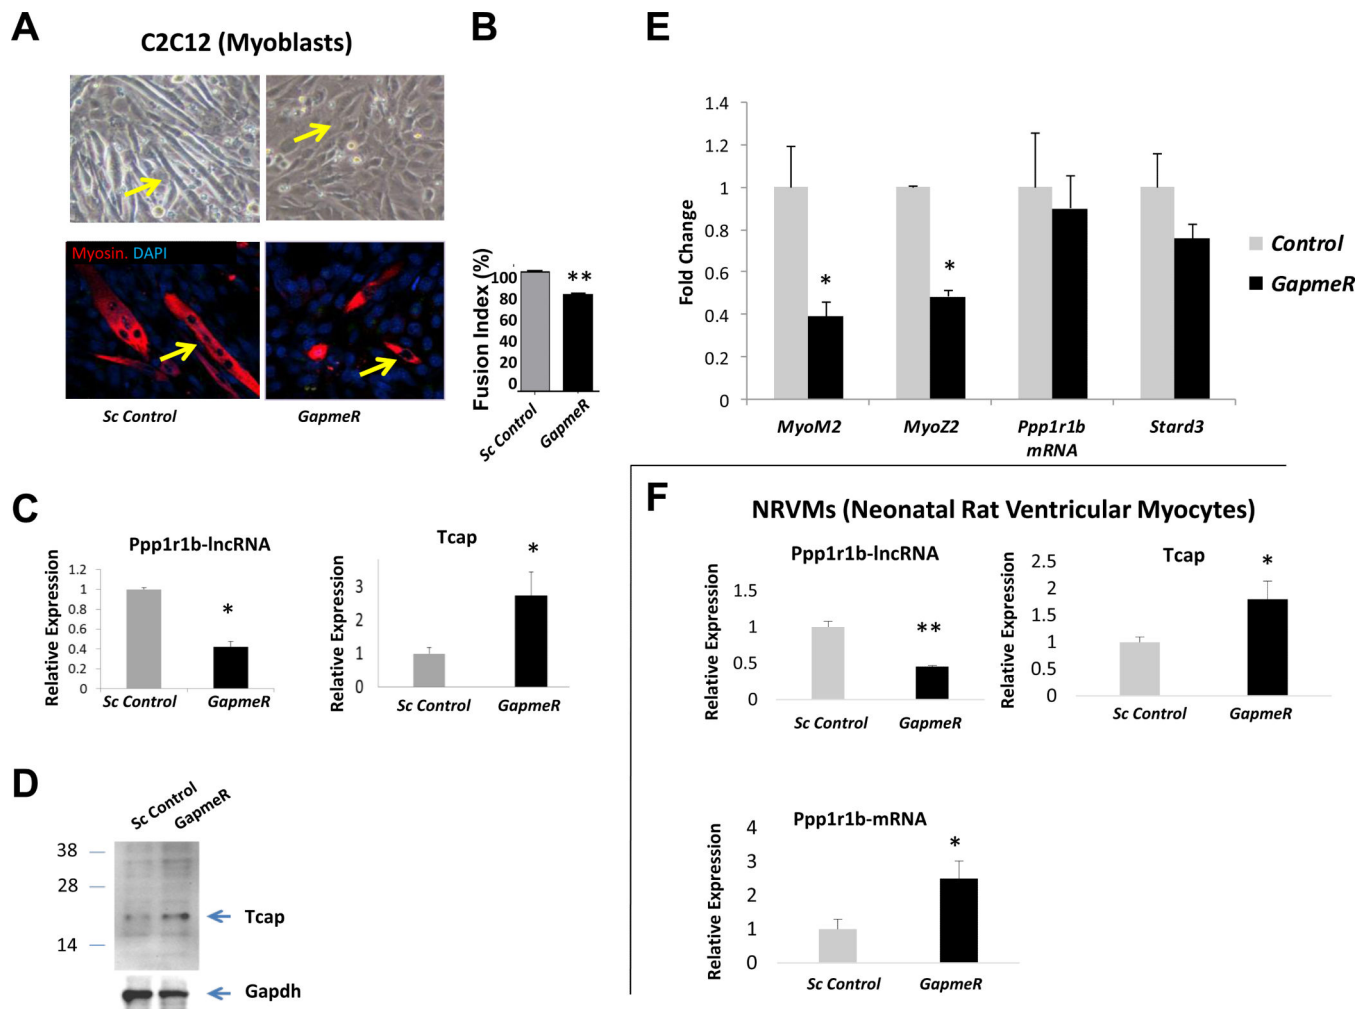 A
C2C12 (Myoblasts)
Myosin. DAPI
Sc Control
GapmeR
B
Fusion Index (%)
100
80
60
40
20
0
Sc Control
GapmeR
** 
C
Ppp1r1b-lncRNA
Relative Expression
1.2
1
0.8
0.6
0.4
0.2
0
*
Sc Control
GapmeR
Tcap
Relative Expression
3
2
1
0
*
Sc Control
GapmeR
D
Sc Control
GapmeR
38
28
14
Tcap
Gapdh
E
Fold Change
1.4
1.2
1
0.8
0.6
0.4
0.2
0
*
*
MyoM2
MyoZ2
Ppp1r1b
mRNA
Stard3
Control
GapmeR
F
NRVMs (Neonatal Rat Ventricular Myocytes)
Ppp1r1b-lncRNA
Relative Expression
1.5
1
0.5
0
**
Sc Control
GapmeR
Tcap
Relative Expression
2.5
2
1.5
1
0.5
0
*
Sc Control
GapmeR
Ppp1r1b-mRNA
Relative Expression
4
3
2
1
0
*
Sc Control
GapmeR